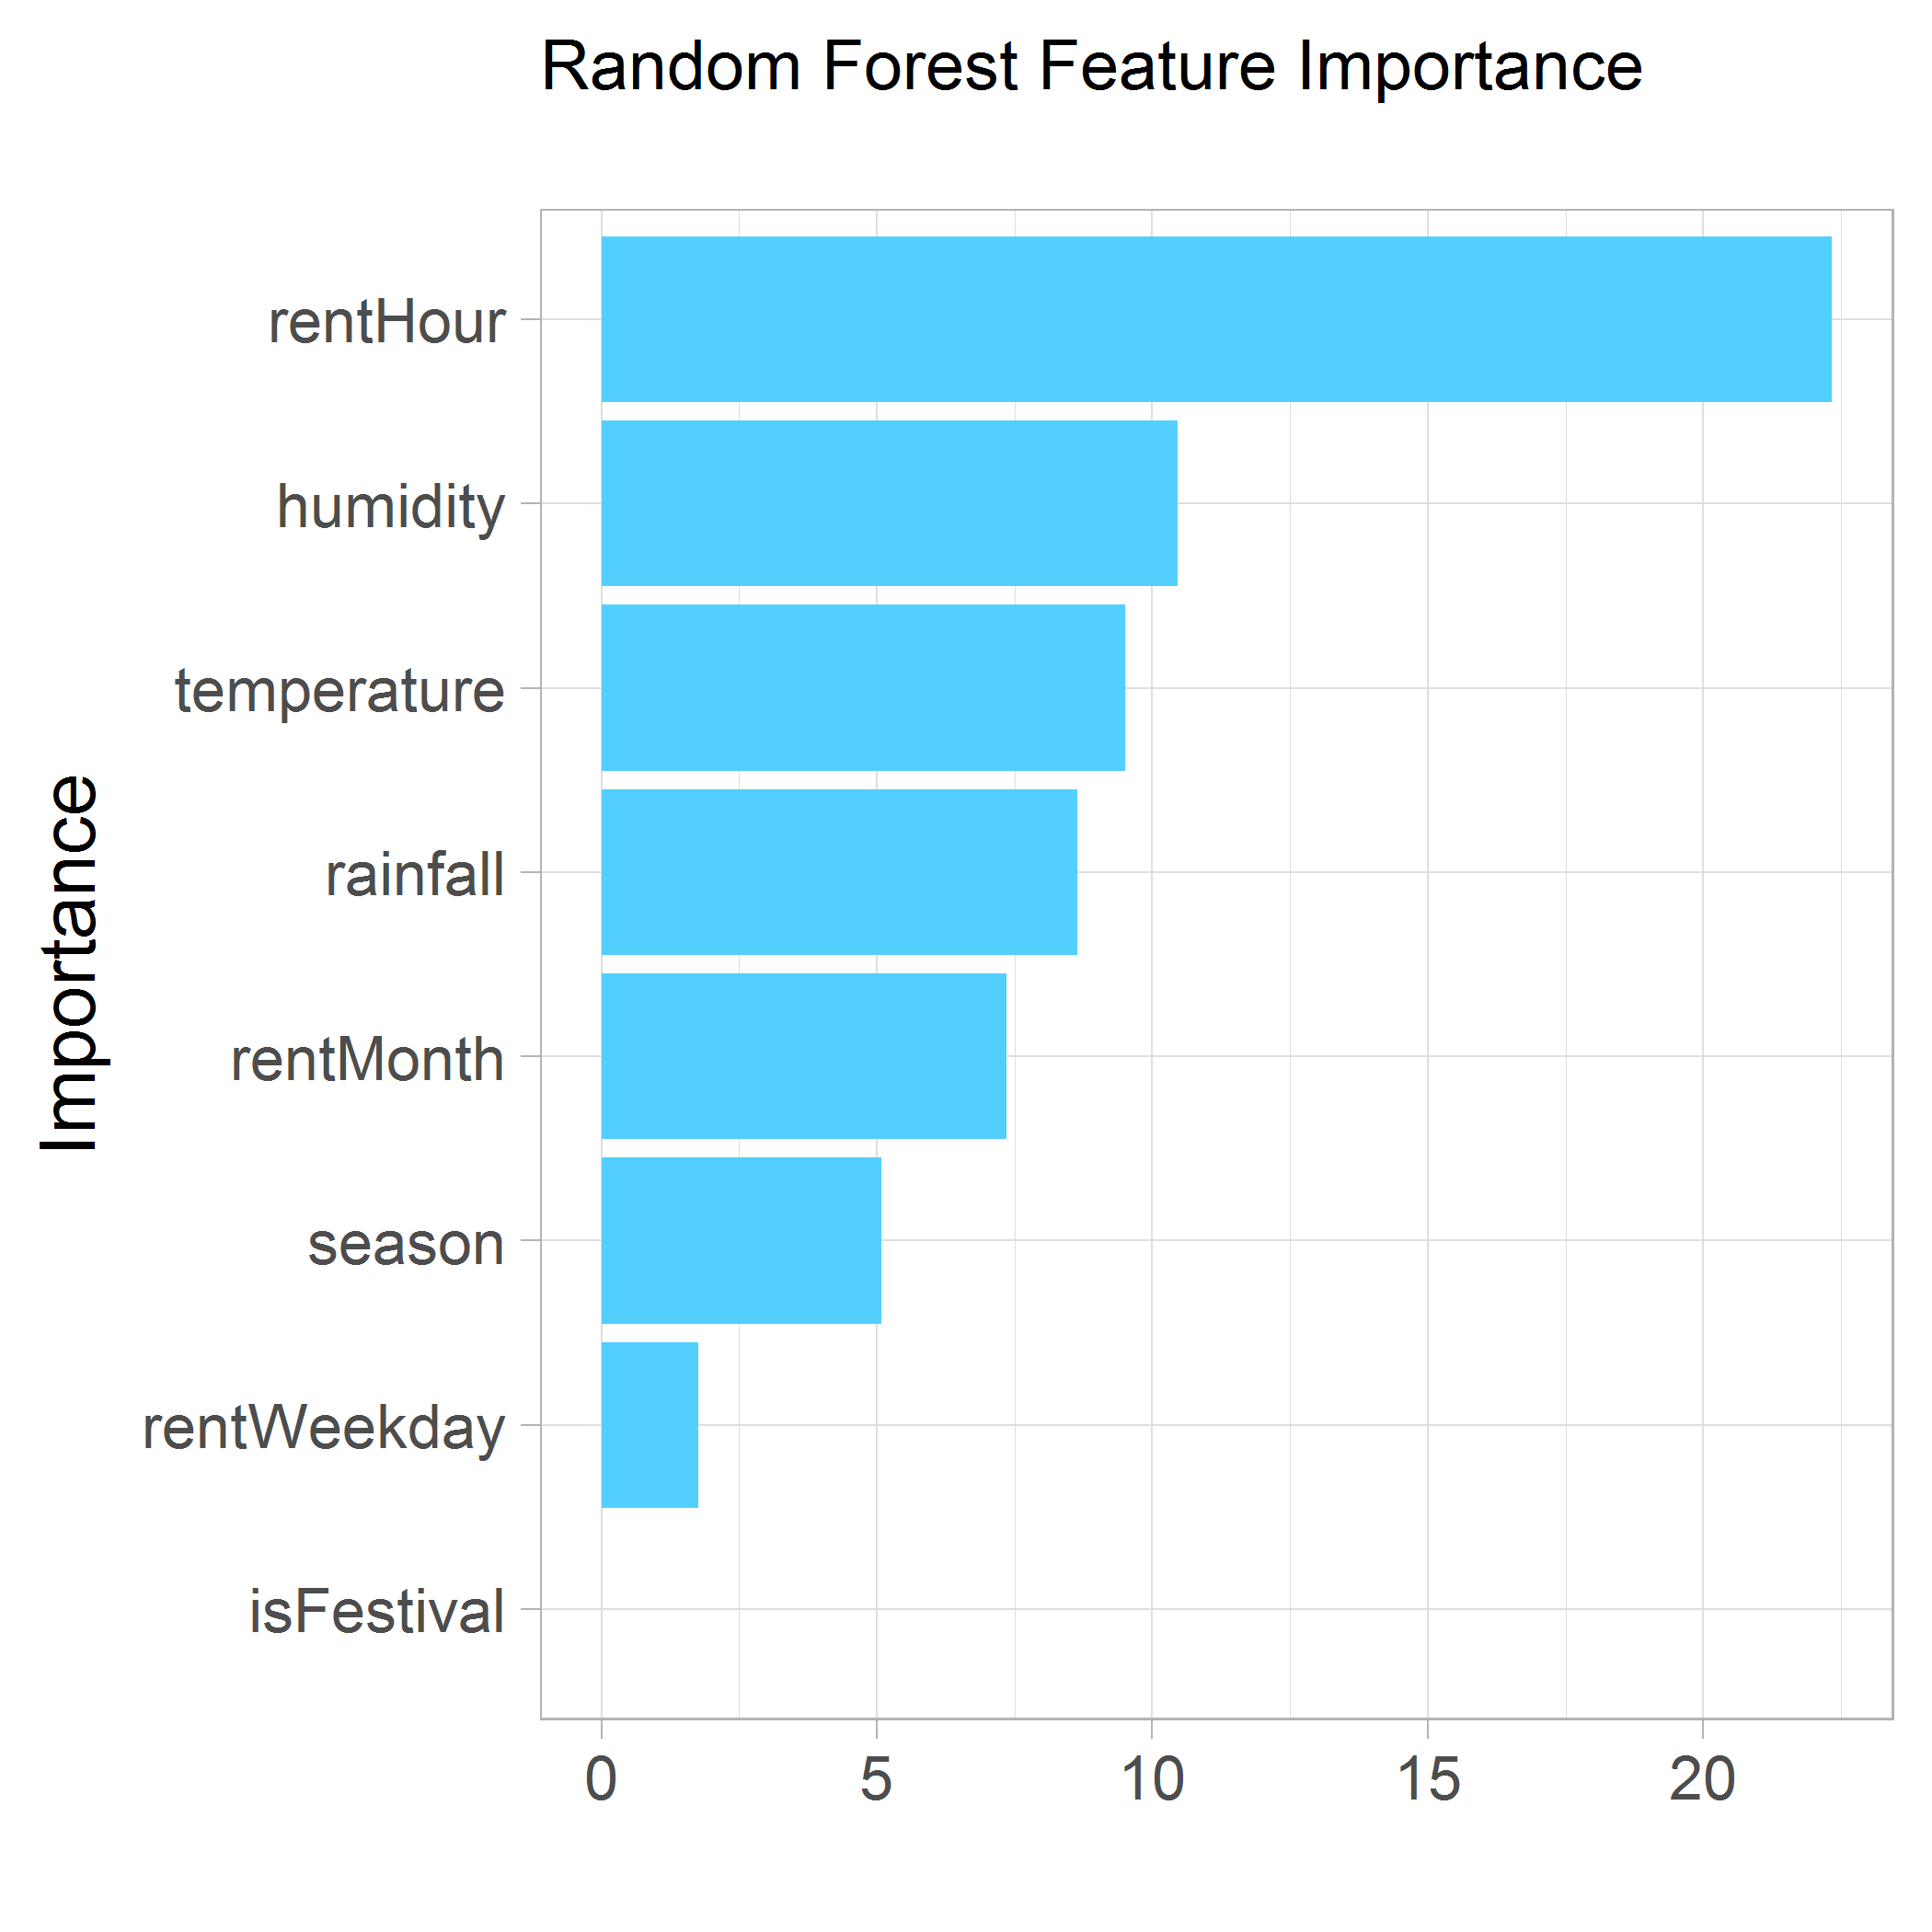 Random Forest Feature Importance
Importance
rentHour
humidity
temperature
rainfall
rentMonth
season
rentWeekday
isFestival
0 5 10 15 20